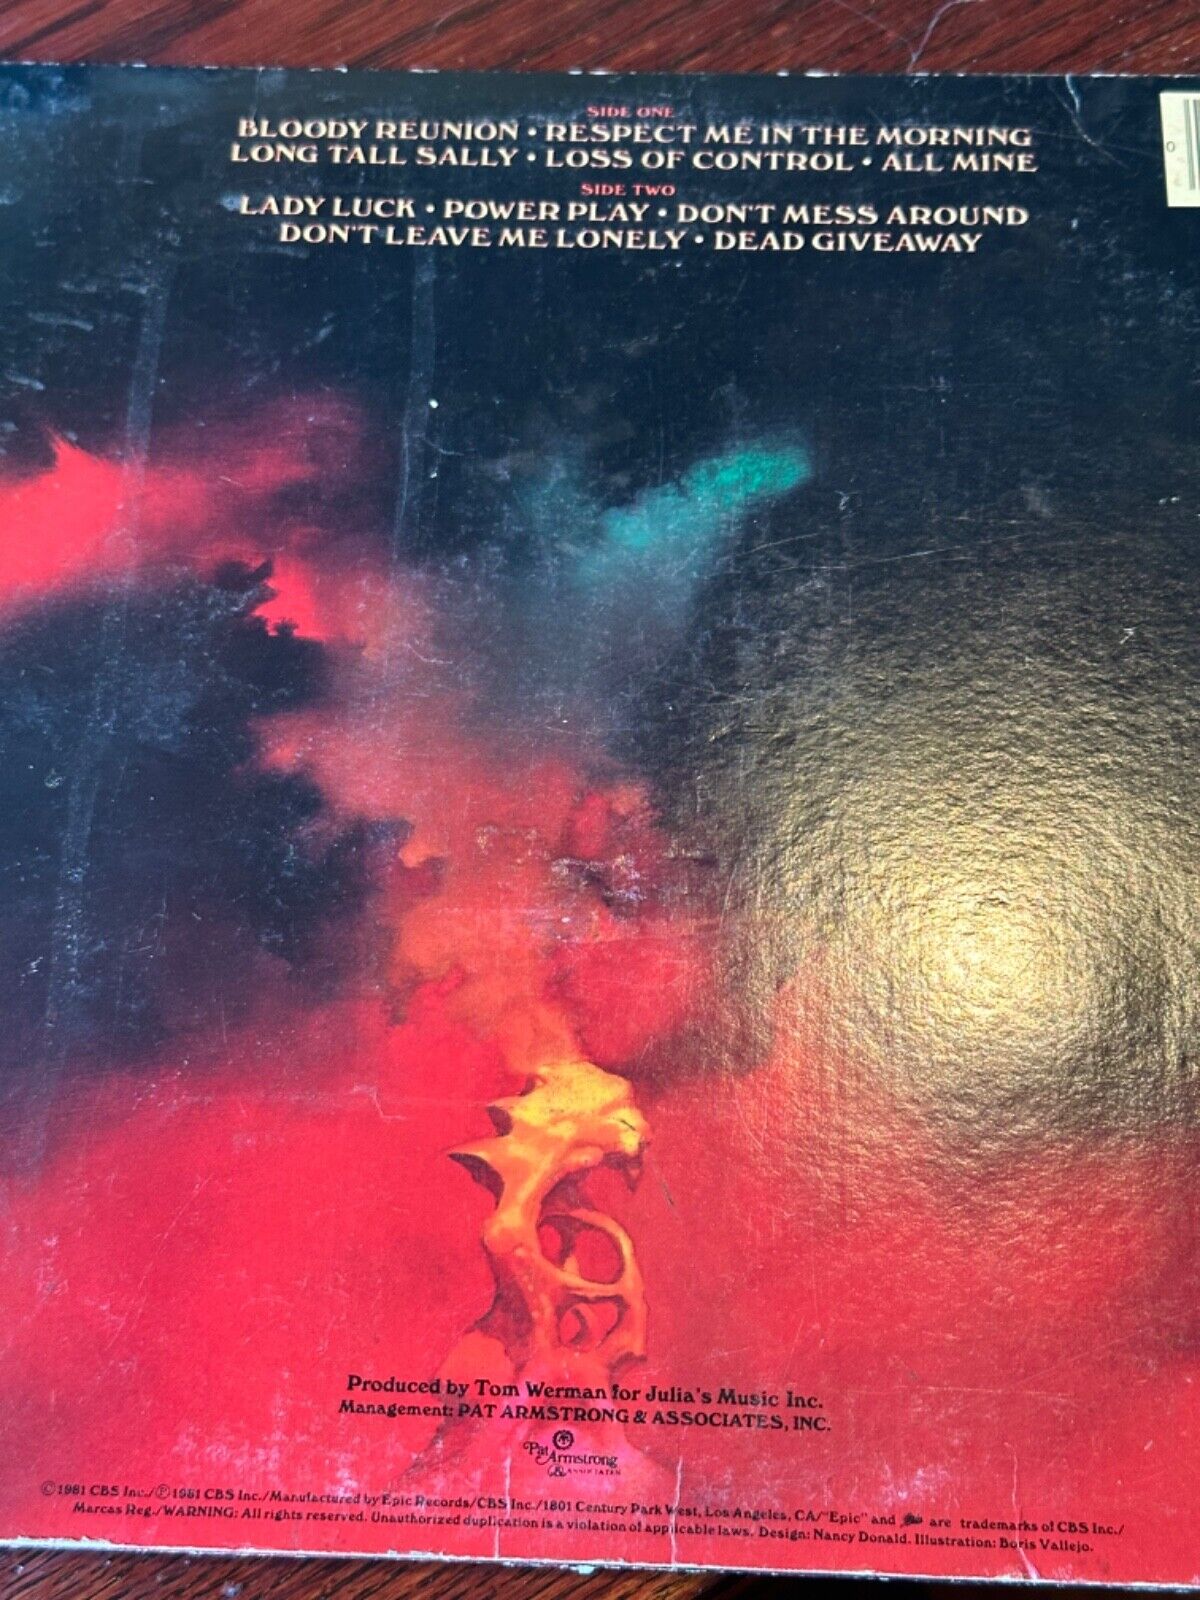 SIDE ONE
BLOODY REUNION • RESPECT ME IN THE MORNING
LONG TALL SALLY • LOSS OF CONTROL • ALL MINE
SIDE TWO
LADY LUCK • POWER PLAY • DON'T MESS AROUND
DON'T LEAVE ME LONELY • DEAD GIVEAWAY
Produced by Tom Werman for Julia's Music Inc.
Management: PAT ARMSTRONG & ASSOCIATES, INC.
Pat
Armstrong
& ASSOCIATES
© 1981 CBS Inc./℗ 1981 CBS Inc./Manufactured by Epic Records/CBS Inc./1801 Century Park West, Los Angeles, CA/"Epic" and are trademarks of CBS Inc./
Marcas Reg./WARNING: All rights reserved. Unauthorized duplication is a violation of applicable laws. Design: Nancy Donald. Illustration: Boris Vallejo.